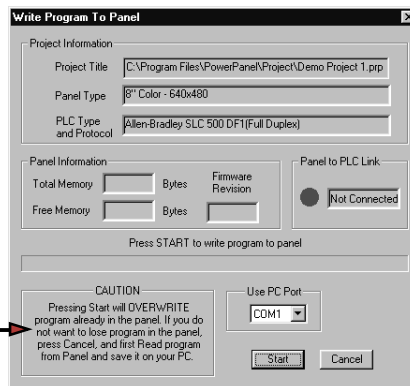 Write Program To Panel
Project Information
Project Title C:\Program Files\PowerPanel\Project\Demo Project 1.prp
Panel Type 8" Color - 640x480
PLC Type
and Protocol Allen-Bradley SLC 500 DF1(Full Duplex)
Panel Information
Total Memory Bytes Firmware
Revision
Free Memory Bytes
Panel to PLC Link
Not Connected
Press START to write program to panel
CAUTION
Pressing Start will OVERWRITE
program already in the panel. If you do
not want to lose program in the panel,
press Cancel, and first Read program
from Panel and save it on your PC.
Use PC Port
COM1
Start Cancel